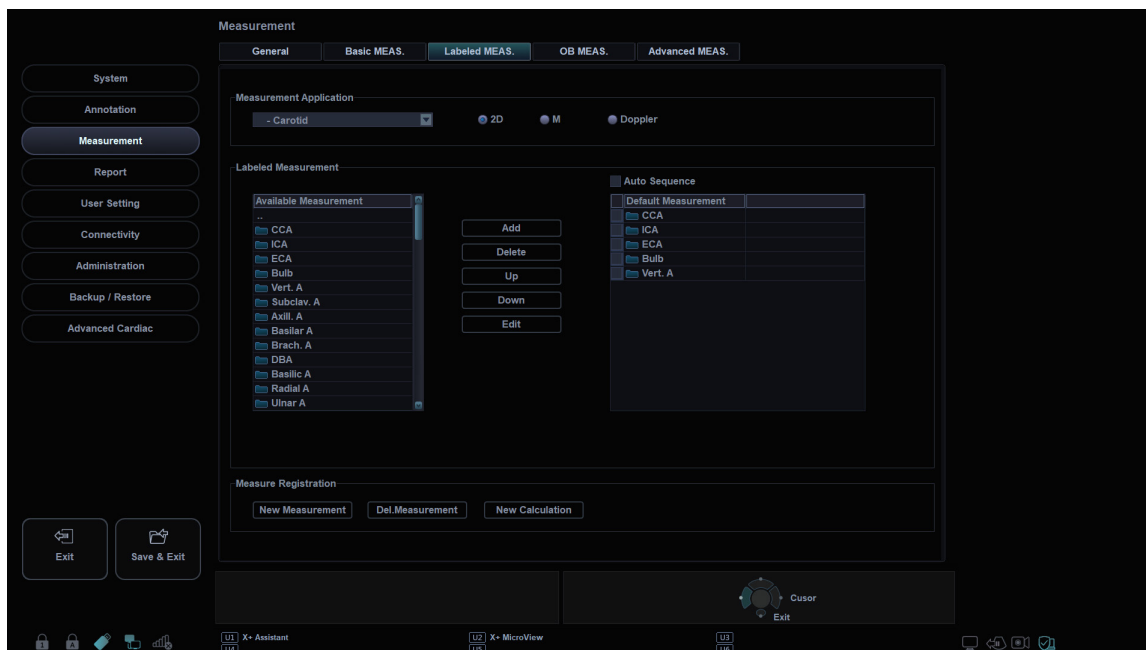 Measurement
General Basic MEAS. Labeled MEAS. OB MEAS. Advanced MEAS.
System
Annotation
Measurement
Report
User Setting
Connectivity
Administration
Backup / Restore
Advanced Cardiac
Measurement Application
- Carotid 2D M Doppler
Labeled Measurement
Available Measurement
..
CCA
ICA
ECA
Bulb
Vert. A
Subclav. A
Axill. A
Basilar A
Brach. A
DBA
Basilic A
Radial A
Ulnar A
Add
Delete
Up
Down
Edit
Auto Sequence
Default Measurement
CCA
ICA
ECA
Bulb
Vert. A
Measure Registration
New Measurement Del.Measurement New Calculation
Exit Save & Exit
Cusor
Exit
U1 X+ Assistant U2 X+ MicroView U3
U4 U5 U6